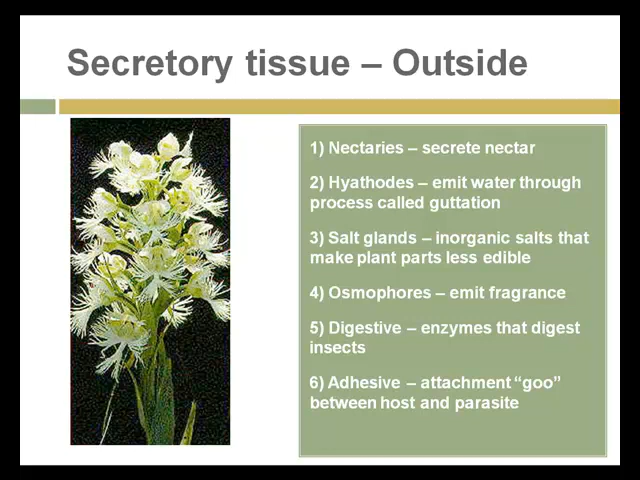 Secretory tissue – Outside
1) Nectaries – secrete nectar
2) Hyathodes – emit water through
process called guttation
3) Salt glands – inorganic salts that
make plant parts less edible
4) Osmophores – emit fragrance
5) Digestive – enzymes that digest
insects
6) Adhesive – attachment “goo”
between host and parasite